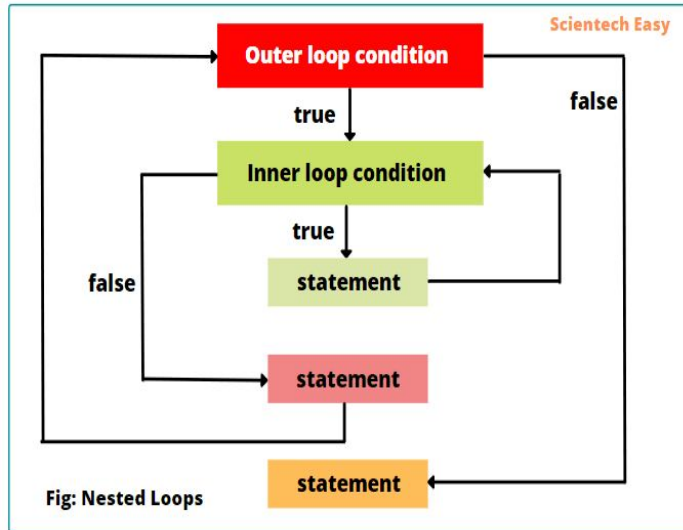 Scientech Easy
Outer loop condition
true
false
Inner loop condition
true
false
statement
statement
statement
Fig: Nested Loops